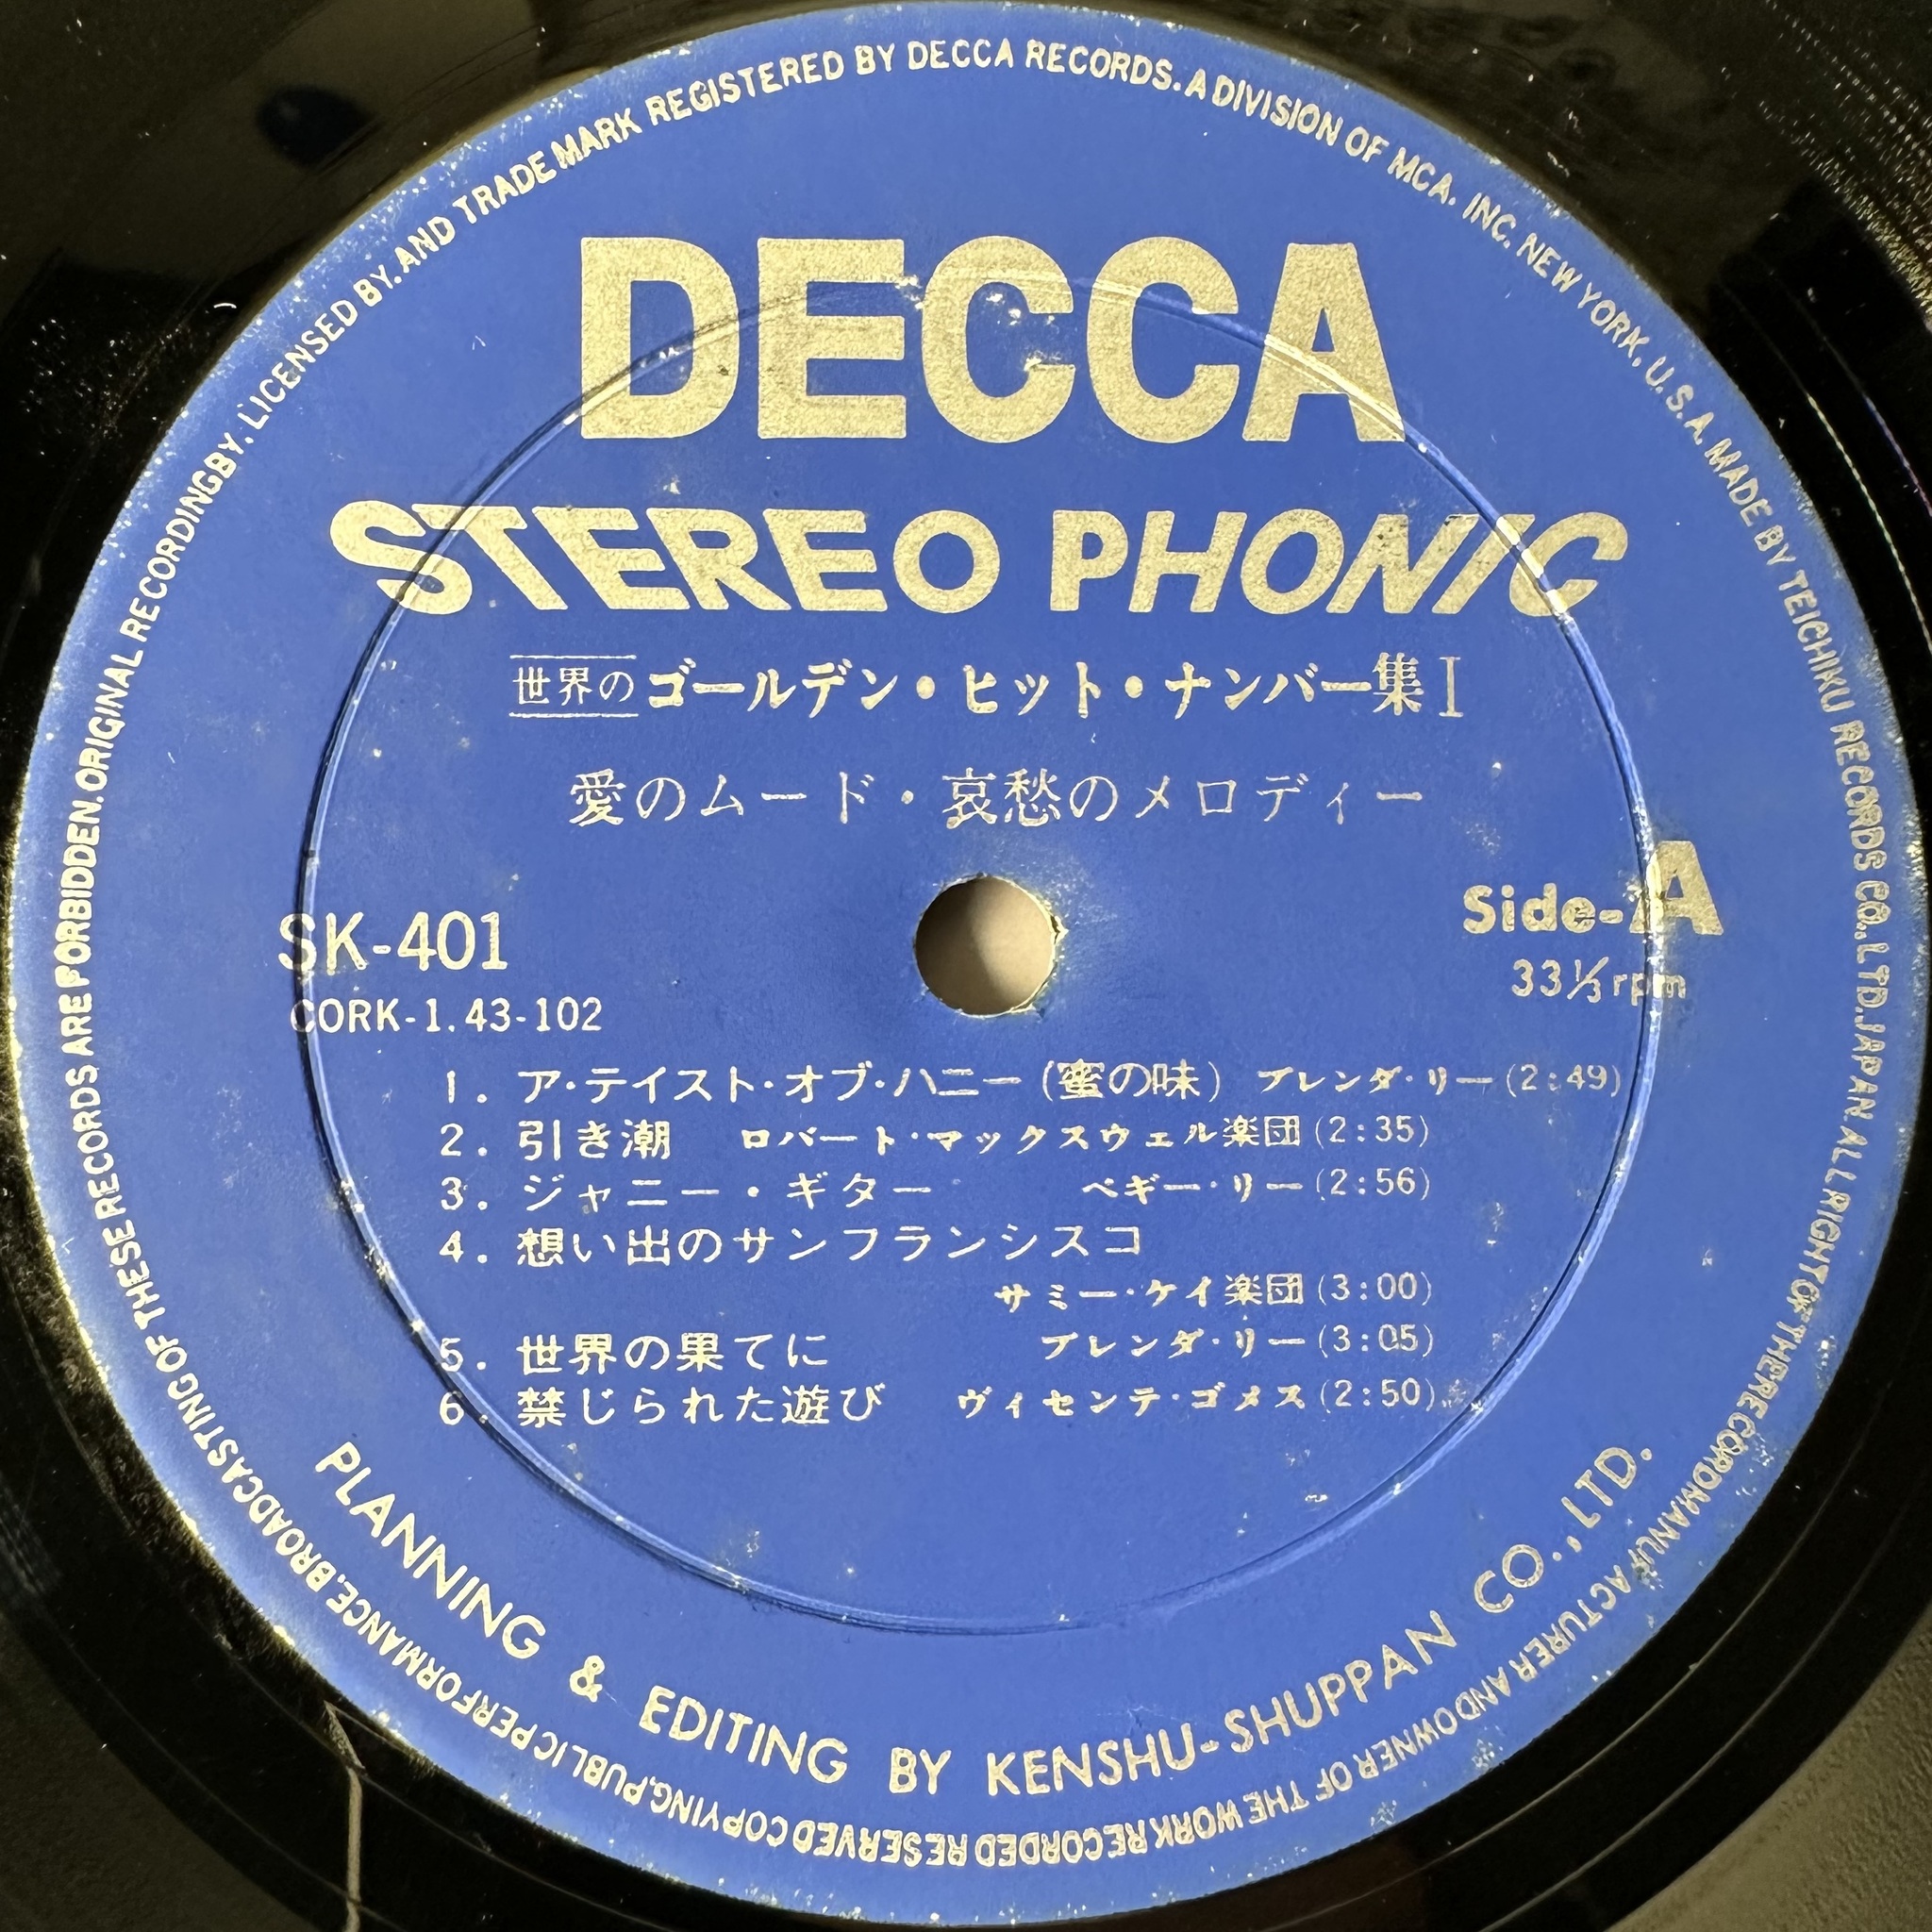 ORIGINAL RECORDINGBY. LICENSED BY. AND TRADE MARK REGISTERED BY DECCA RECORDS. A DIVISION OF MCA. INC. NEW YORK. U.S.A. MADE BY TEICHIKU RECORDS CO., LTD. JAPAN. ALL RIGHT OF THE RECORD MANUFACTURER AND OWNER OF THE WORK RECORDED RESERVED COPYING, PUBLIC PERFORMANCE, BROADCASTING OF THESE RECORDS ARE FORBIDDEN.
DECCA
STEREO PHONIC
世界のゴールデン・ヒット・ナンバー集Ⅰ
愛のムード・哀愁のメロディー
SK-401
Side-A
CORK-1.43-102
33⅓rpm
1. ア・テイスト・オブ・ハニー(蜜の味) ブレンダ・リー(2:49)
2. 引き潮 ロバート・マックスウェル楽団(2:35)
3. ジャニー・ギター ペギー・リー(2:56)
4. 想い出のサンフランシスコ
サミー・ケイ楽団(3:00)
5. 世界の果てに ブレンダ・リー(3:05)
6. 禁じられた遊び ヴィセンテ・ゴメス(2:50)
PLANNING & EDITING BY KENSHU-SHUPPAN CO., LTD.